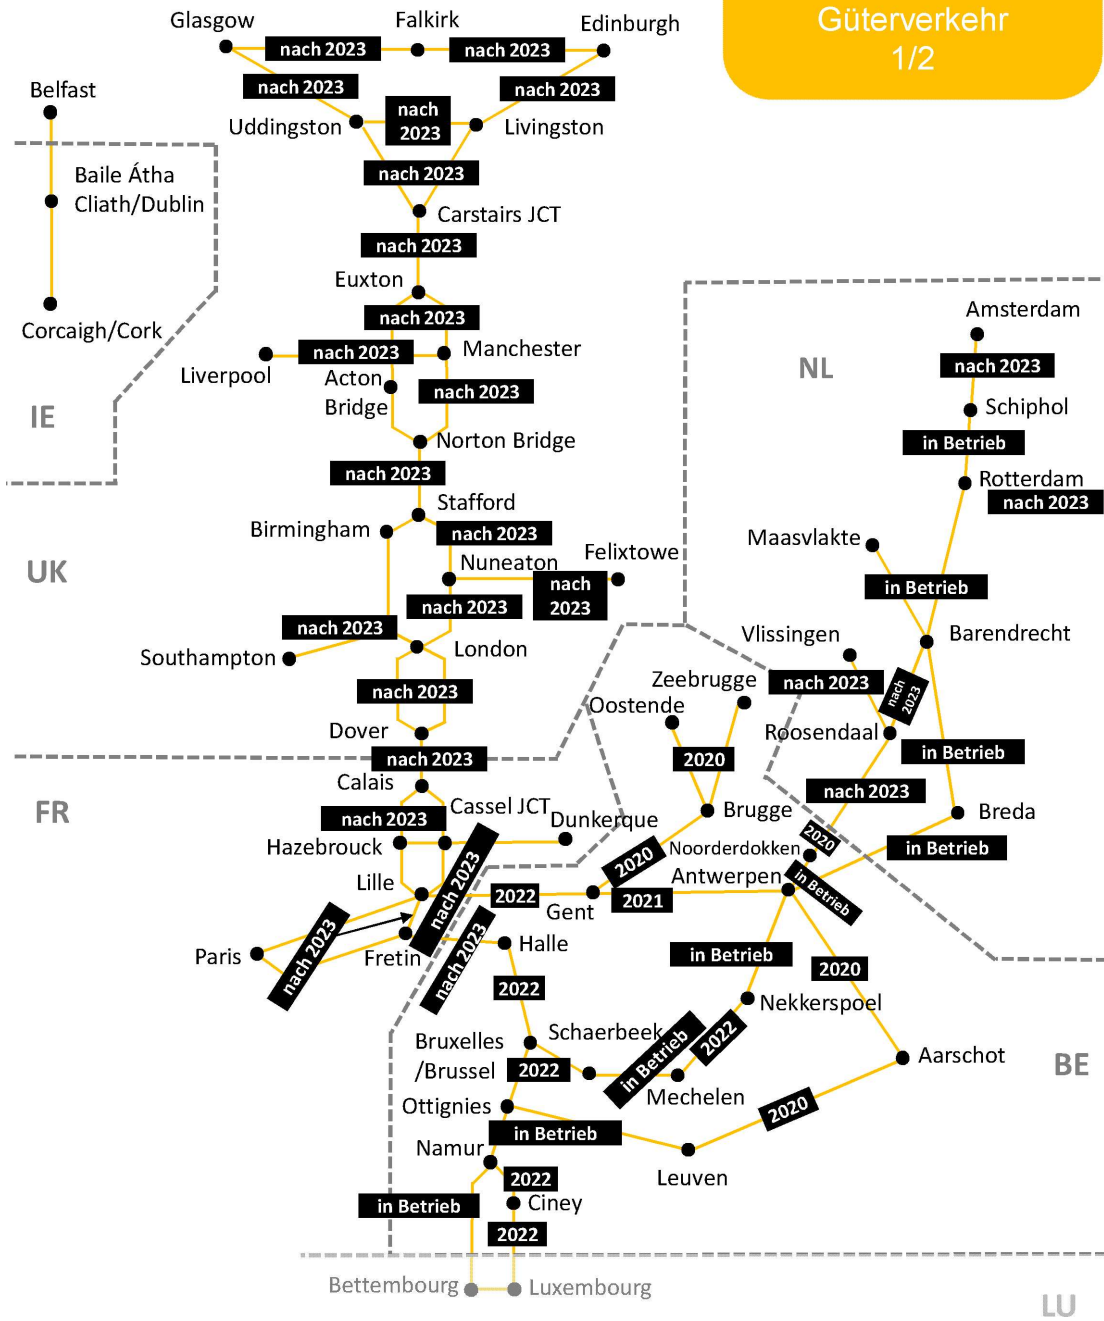 Güterverkehr
1/2
Glasgow
Falkirk
Edinburgh
nach 2023
nach 2023
nach 2023
nach 2023
Belfast
nach
2023
Uddingston
Livingston
Baile Átha
Cliath/Dublin
nach 2023
Carstairs JCT
nach 2023
Euxton
Corcaigh/Cork
nach 2023
Amsterdam
nach 2023
Manchester
Liverpool
NL
nach 2023
Acton
Bridge
nach 2023
Schiphol
IE
Norton Bridge
in Betrieb
nach 2023
Rotterdam
nach 2023
Stafford
Birmingham
nach 2023
Maasvlakte
Nuneaton
Felixtowe
UK
nach
2023
in Betrieb
nach 2023
nach 2023
Vlissingen
Barendrecht
Southampton
London
nach 2023
Zeebrugge
nach 2023
nach
2023
Oostende
Dover
Roosendaal
nach 2023
2020
in Betrieb
Calais
nach 2023
FR
Cassel JCT
nach 2023
Dunkerque
Brugge
Breda
Hazebrouck
2020
Noorderdokken
2020
in Betrieb
Lille
nach 2023
2022
Gent
2021
Antwerpen
in Betrieb
nach 2023
Paris
Fretin
nach 2023
Halle
in Betrieb
2020
2022
Nekkerspoel
Bruxelles
/Brussel
Schaerbeek
2022
in Betrieb
2022
Mechelen
Aarschot
BE
Ottignies
2020
in Betrieb
Namur
Leuven
2022
in Betrieb
Ciney
2022
Bettembourg
Luxembourg
LU